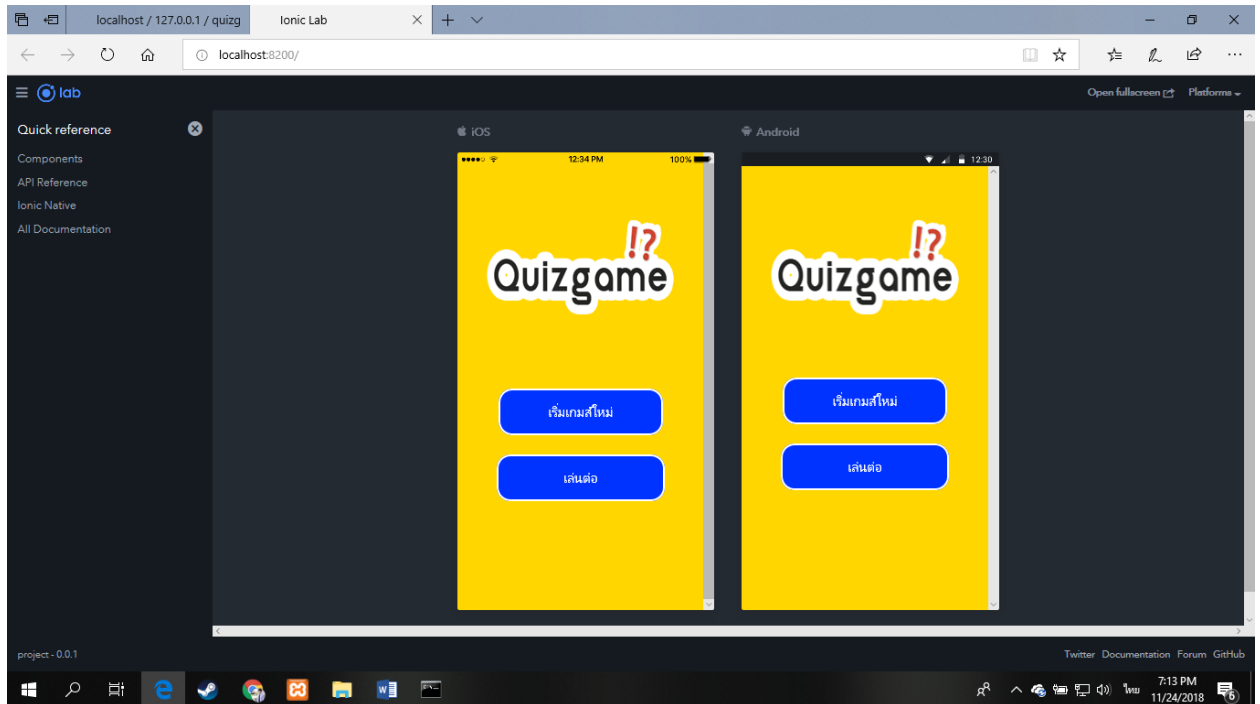 localhost / 127.0.0.1 / quizg
Ionic Lab
localhost:8200/
lab
Open fullscreen
Platforms
Quick reference
Components
API Reference
Ionic Native
All Documentation
iOS
12:34 PM
100%
!?
Quizgame
เริ่มเกมส์ใหม่
เล่นต่อ
Android
12:30
!?
Quizgame
เริ่มเกมส์ใหม่
เล่นต่อ
project - 0.0.1
Twitter Documentation Forum GitHub
ไทย
7:13 PM
11/24/2018
6